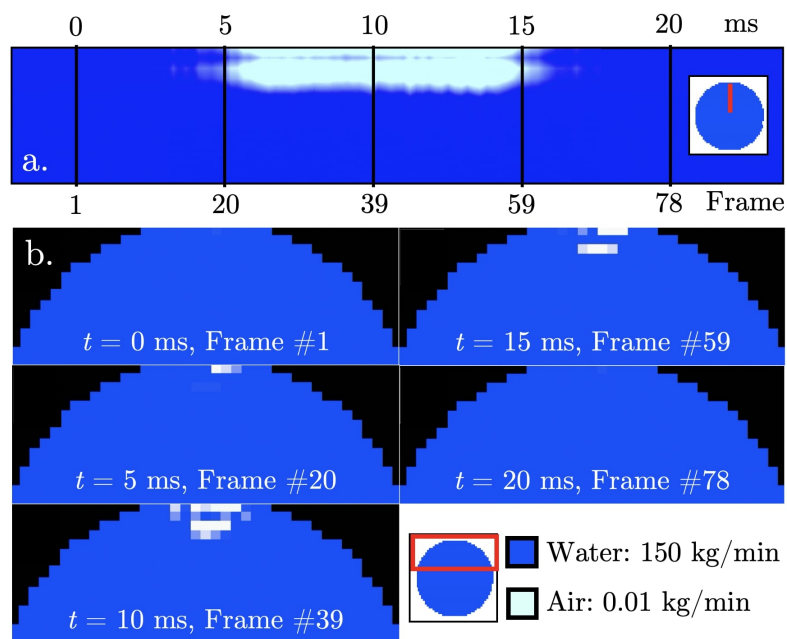 0 5 10 15 20 ms
a.
1 20 39 59 78 Frame
b.
t = 0 ms, Frame #1
t = 15 ms, Frame #59
t = 5 ms, Frame #20
t = 20 ms, Frame #78
t = 10 ms, Frame #39
Water: 150 kg/min
Air: 0.01 kg/min